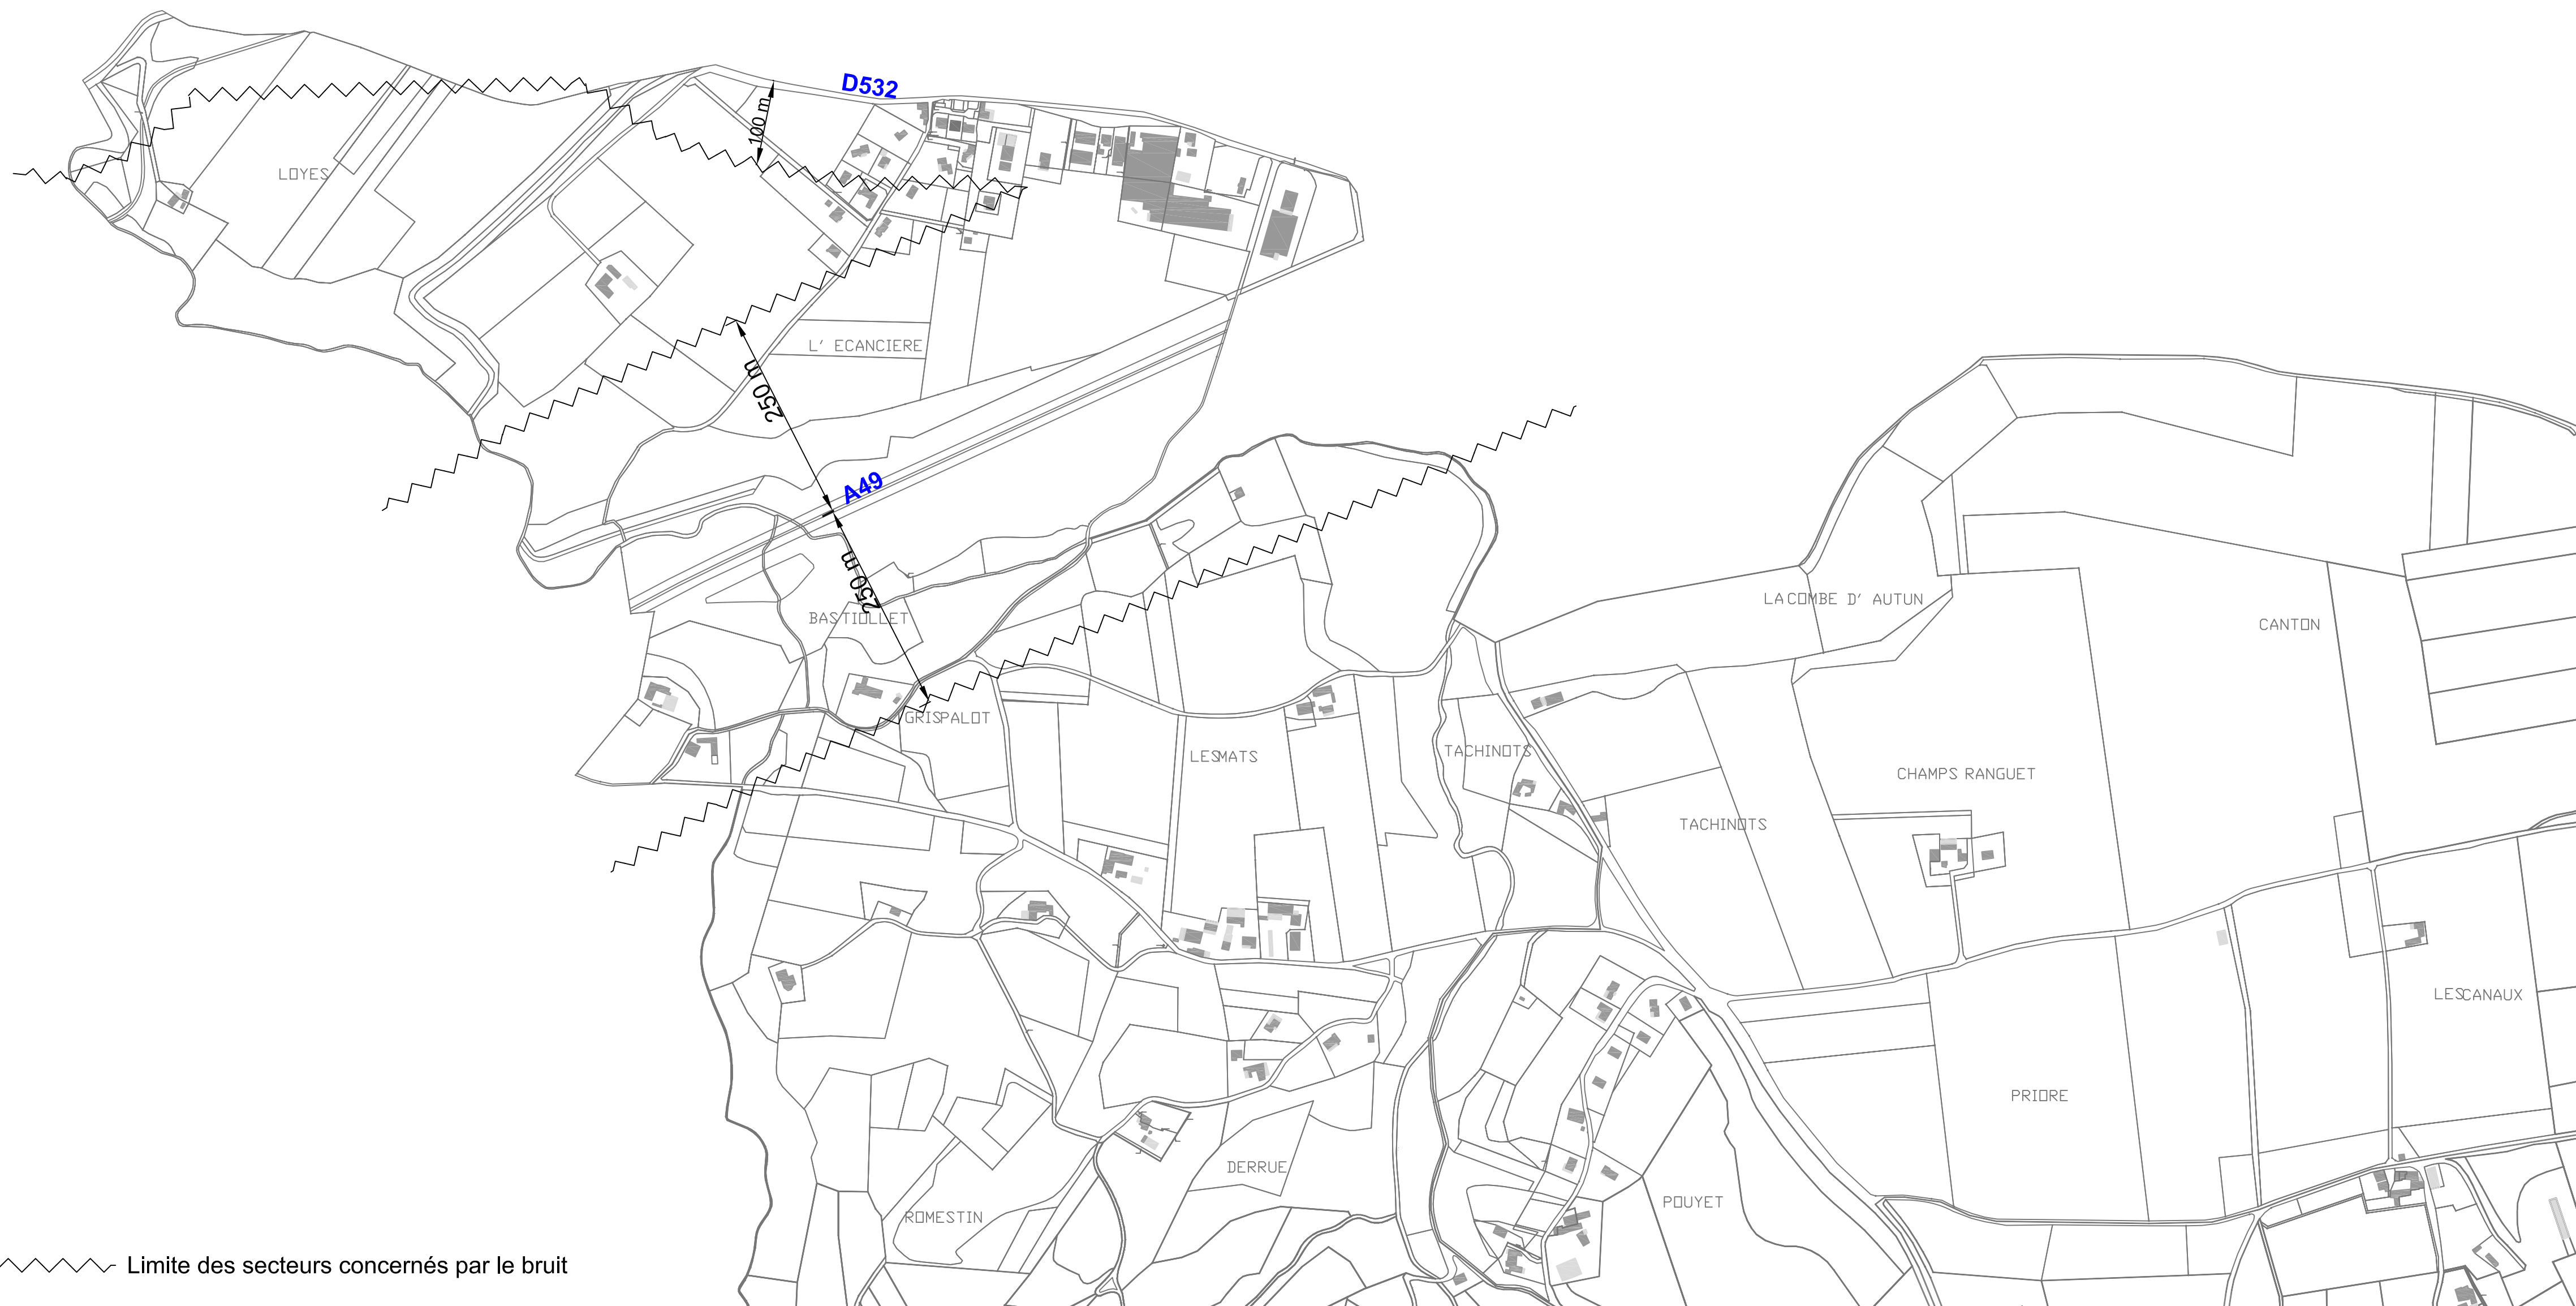 D532
100 m
LOYES
L' ECANCIERE
250 m
A49
250 m
BASTIOLLET
LA COMBE D' AUTUN
CANTON
GRISPALOT
LES MATS
TACHINOTS
CHAMPS RANGUET
TACHINOTS
LES CANAUX
PRIORE
DERRUE
POUYET
ROMESTIN
Limite des secteurs concernés par le bruit